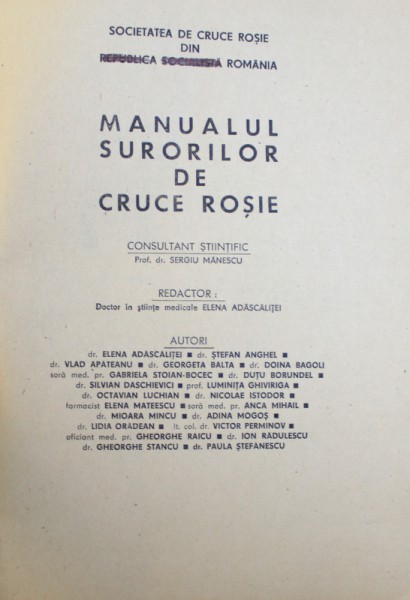 SOCIETATEA DE CRUCE ROȘIE
DIN
REPUBLICA SOCIALISTĂ ROMÂNIA
MANUALUL
SURORILOR
DE
CRUCE ROȘIE
CONSULTANT ȘTIINȚIFIC
Prof. dr. SERGIU MĂNESCU
REDACTOR :
Doctor în științe medicale ELENA ADĂSCĂLIȚEI
AUTORI
dr. ELENA ADĂSCĂLIȚEI ■ dr. ȘTEFAN ANGHEL ■
dr. VLAD APATEANU ■ dr. GEORGETA BALTA ■ dr. DOINA BAGOLI
soră med. pr. GABRIELA STOIAN-BOCEC ■ dr. DUȚU BORUNDEL ■
dr. SILVIAN DASCHIEVICI ■ prof. LUMINIȚA GHIVIRIGA ■
dr. OCTAVIAN LUCHIAN ■ dr. NICOLAE ISTODOR ■
farmacist ELENA MATEESCU ■ soră med. pr. ANCA MIHAIL ■
dr. MIOARA MINCU ■ dr. ADINA MOGOȘ ■
dr. LIDIA ORĂDEAN ■ lt. col. dr. VICTOR PERMINOV ■
oficiant med. pr. GHEORGHE RAICU ■ dr. ION RĂDULESCU
dr. GHEORGHE STANCU ■ dr. PAULA ȘTEFĂNESCU